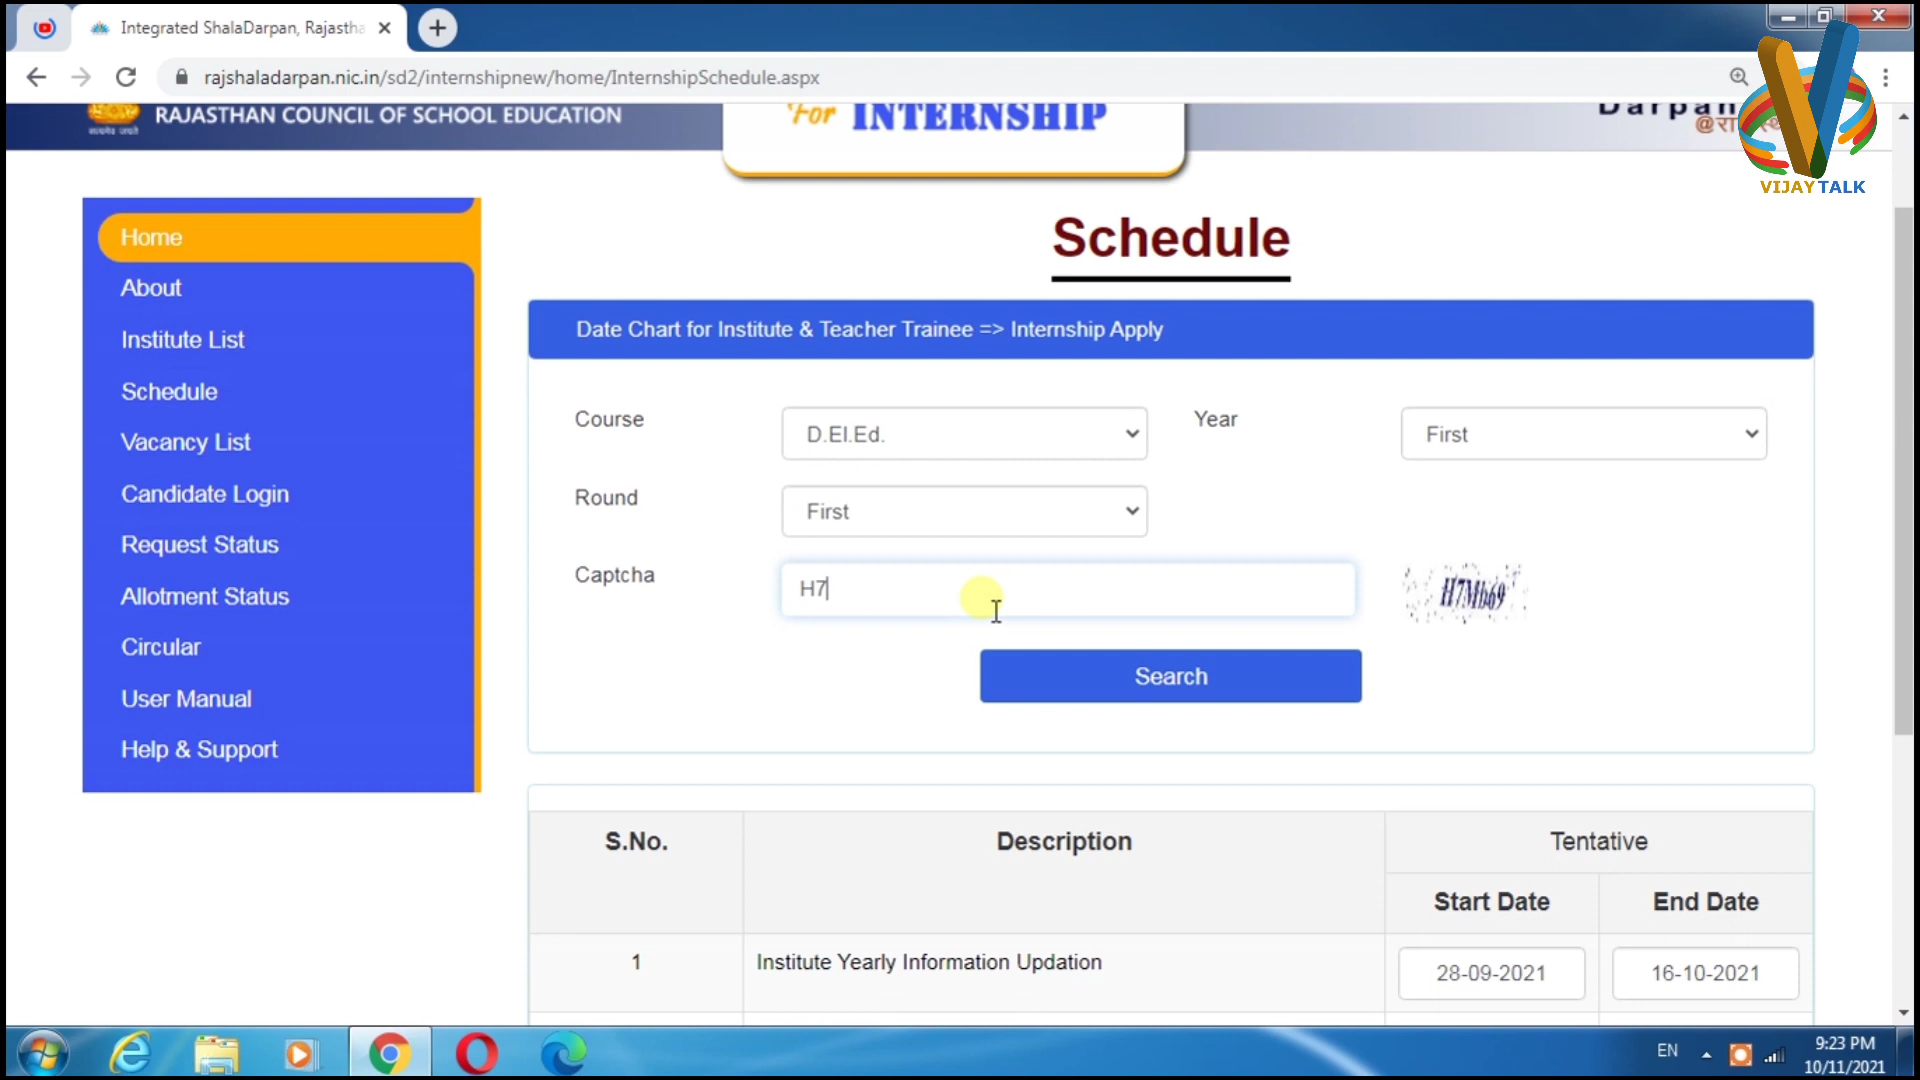 Integrated ShalaDarpan, Rajastha
rajshaladarpan.nic.in/sd2/internshipnew/home/InternshipSchedule.aspx
RAJASTHAN COUNCIL OF SCHOOL EDUCATION
For INTERNSHIP
Darpan
VIJAYTALK
Home
About
Institute List
Schedule
Vacancy List
Candidate Login
Request Status
Allotment Status
Circular
User Manual
Help & Support
Schedule
Date Chart for Institute & Teacher Trainee => Internship Apply
Course
D.El.Ed.
Year
First
Round
First
Captcha
H7
H7Mb69
Search
S.No.
Description
Tentative
Start Date
End Date
1
Institute Yearly Information Updation
28-09-2021
16-10-2021
EN
9:23 PM
10/11/2021